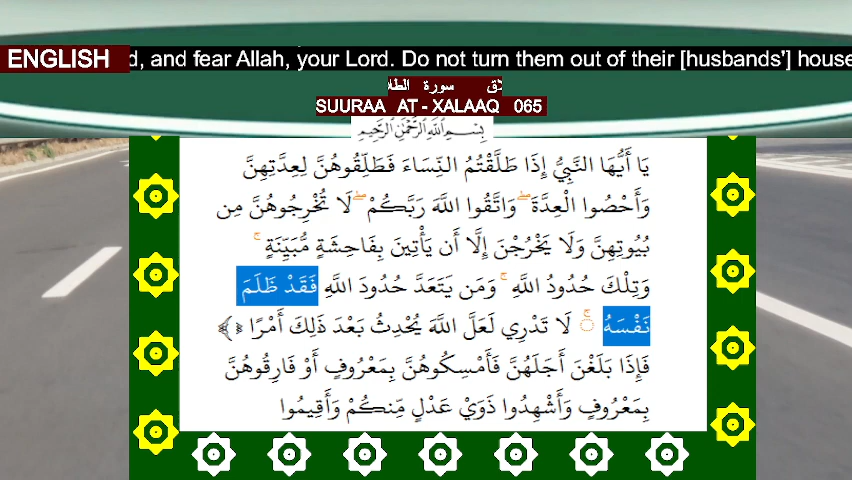 ENGLISH
d, and fear Allah, your Lord. Do not turn them out of their [husbands'] house
سورة الطلاق
SUURAA AT - XALAAQ 065
بِسْمِ اللَّهِ الرَّحْمَٰنِ الرَّحِيمِ
يَا أَيُّهَا النَّبِيُّ إِذَا طَلَّقْتُمُ النِّسَاءَ فَطَلِّقُوهُنَّ لِعِدَّتِهِنَّ
وَأَحْصُوا الْعِدَّةَ ۖ وَاتَّقُوا اللَّهَ رَبَّكُمْ ۖ لَا تُخْرِجُوهُنَّ مِن
بُيُوتِهِنَّ وَلَا يَخْرُجْنَ إِلَّا أَن يَأْتِينَ بِفَاحِشَةٍ مُّبَيِّنَةٍ ۚ
وَتِلْكَ حُدُودُ اللَّهِ ۚ وَمَن يَتَعَدَّ حُدُودَ اللَّهِ فَقَدْ ظَلَمَ
نَفْسَهُ ۚ لَا تَدْرِي لَعَلَّ اللَّهَ يُحْدِثُ بَعْدَ ذَٰلِكَ أَمْرًا ﴿١﴾
فَإِذَا بَلَغْنَ أَجَلَهُنَّ فَأَمْسِكُوهُنَّ بِمَعْرُوفٍ أَوْ فَارِقُوهُنَّ
بِمَعْرُوفٍ وَأَشْهِدُوا ذَوَيْ عَدْلٍ مِّنكُمْ وَأَقِيمُوا